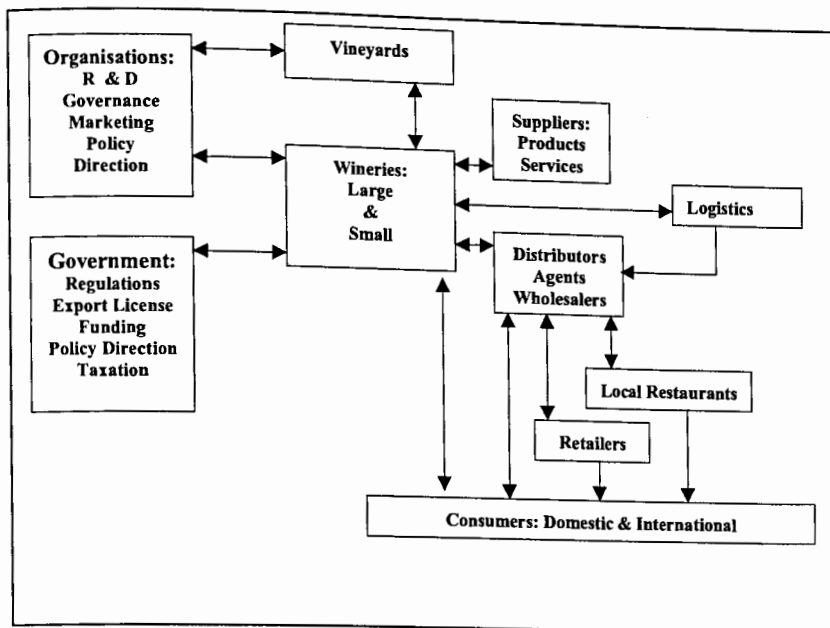 Organisations:
R & D
Governance
Marketing
Policy
Direction
Vineyards
Suppliers:
Products
Services
Wineries:
Large
&
Small
Logistics
Government:
Regulations
Export License
Funding
Policy Direction
Taxation
Distributors
Agents
Wholesalers
Local Restaurants
Retailers
Consumers: Domestic & International